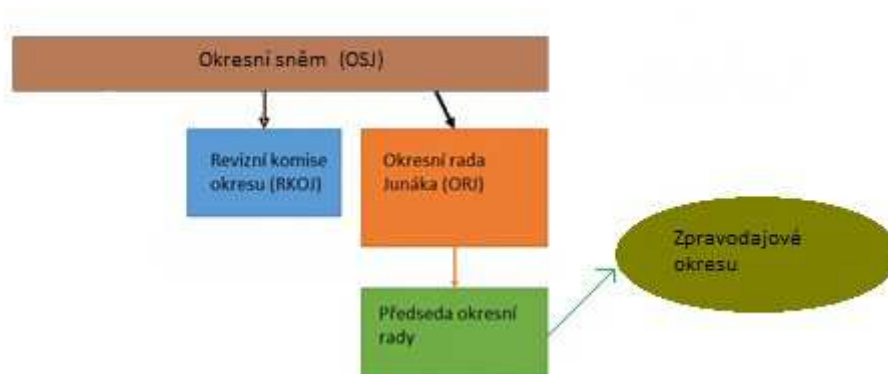 Okresní sněm (OSJ)
Revizní komise
okresu (RKOJ)
Okresní rada
Junáka (ORJ)
Zpravodajové
okresu
Předseda okresní
rady